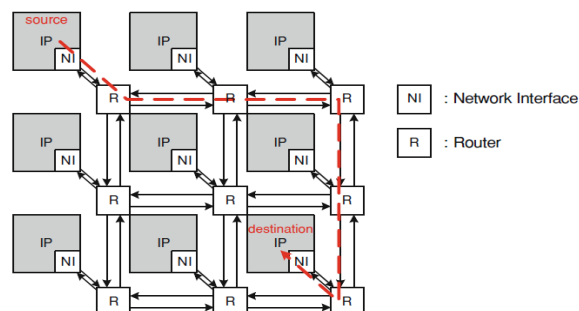 source
IP IP IP
NI NI NI
R R R
NI : Network Interface
R : Router
IP IP IP
NI NI NI
R R R
destination
IP IP IP
NI NI NI
R R R